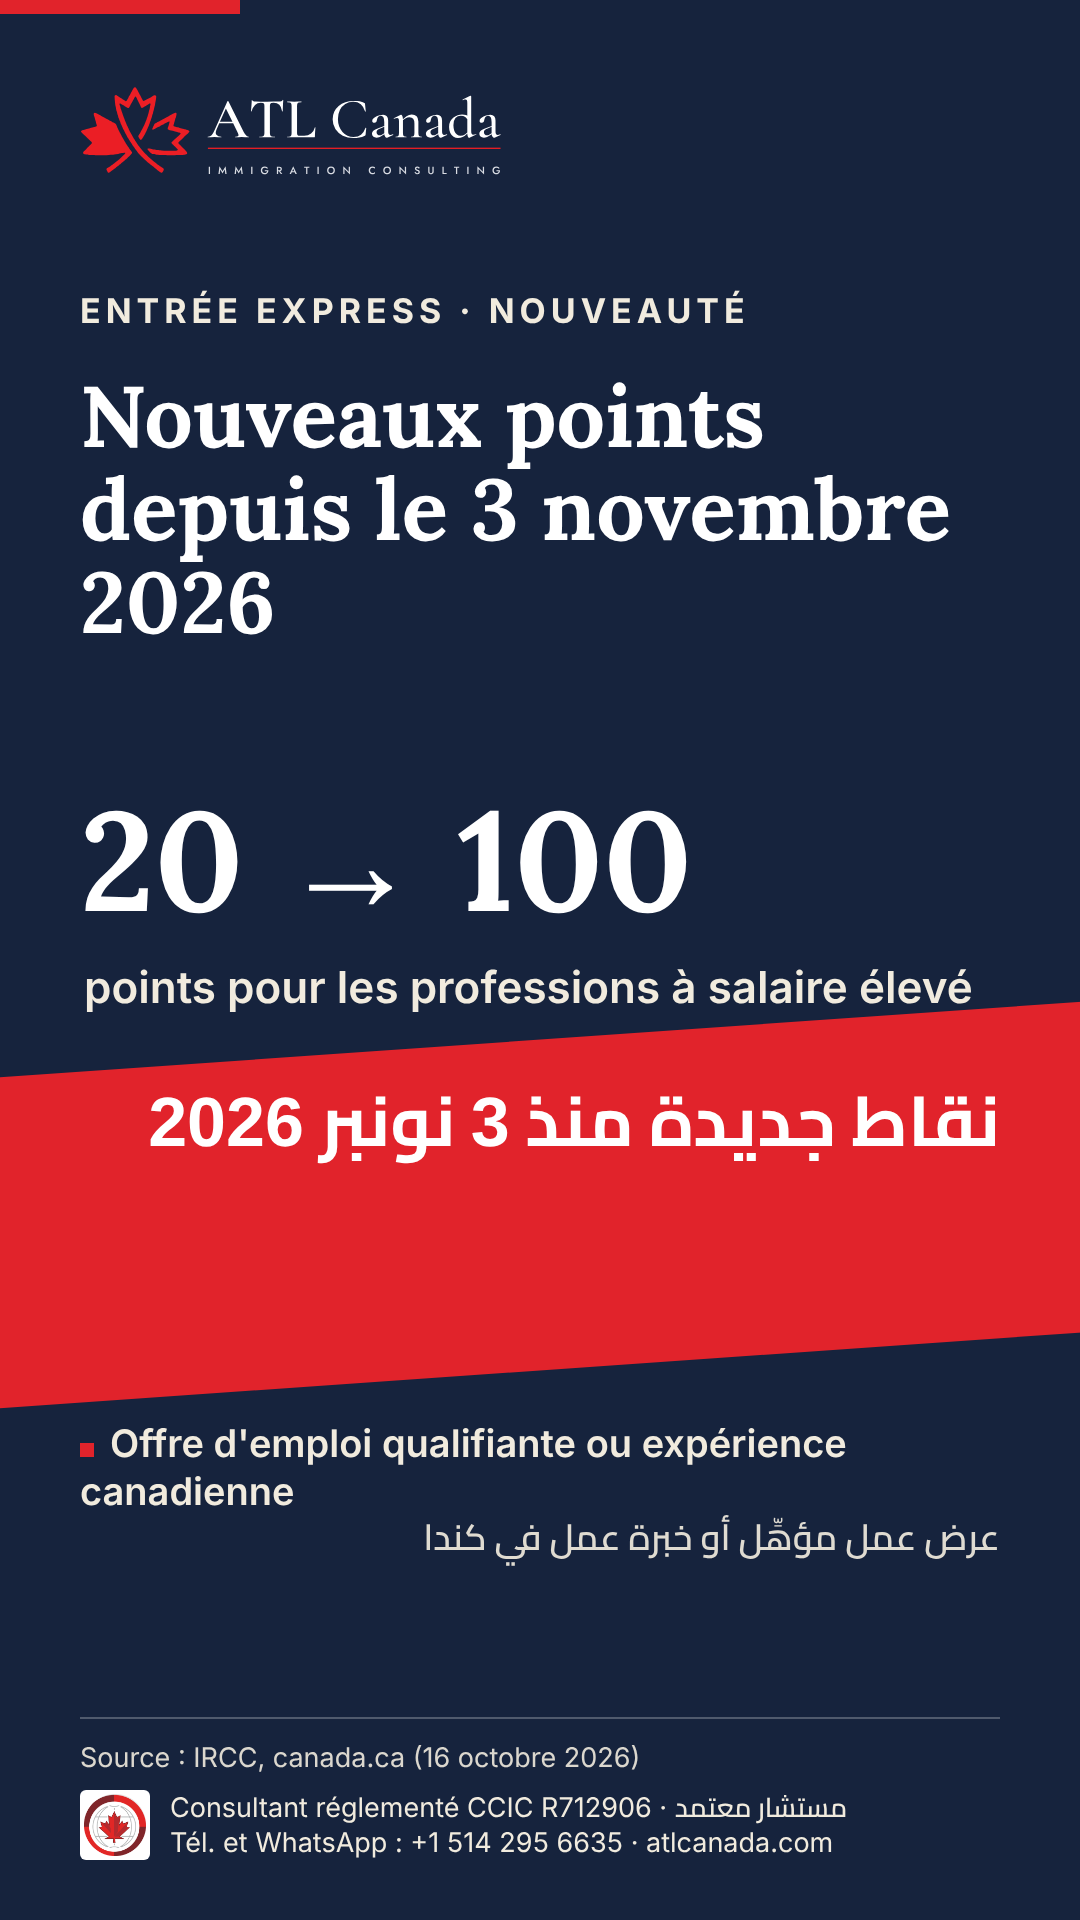 ATL Canada
IMMIGRATION CONSULTING
ENTRÉE EXPRESS · NOUVEAUTÉ
Nouveaux points
depuis le 3 novembre
2026
20 → 100
points pour les professions à salaire élevé
نقاط جديدة منذ 3 نونبر 2026
Offre d'emploi qualifiante ou expérience
canadienne
عرض عمل مؤهِّل أو خبرة عمل في كندا
Source : IRCC, canada.ca (16 octobre 2026)
Consultant réglementé CCIC R712906 · مستشار معتمد
Tél. et WhatsApp : +1 514 295 6635 · atlcanada.com